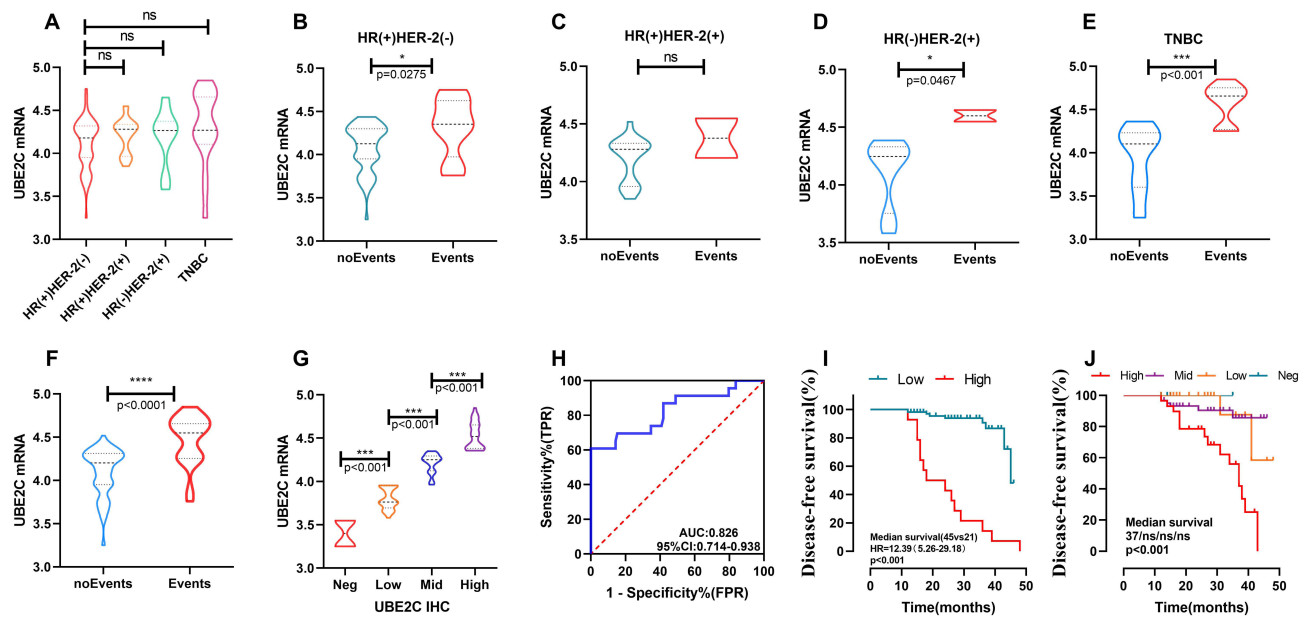 A
ns
ns
ns
5.0
4.5
4.0
3.5
3.0
UBE2C mRNA
HR(+)HER-2(-)
HR(+)HER-2(+)
HR(-)HER-2(+)
TNBC
B
HR(+)HER-2(-)
*
p=0.0275
5.0
4.5
4.0
3.5
3.0
UBE2C mRNA
noEvents
Events
C
HR(+)HER-2(+)
ns
5.0
4.5
4.0
3.5
UBE2C mRNA
noEvents
Events
D
HR(-)HER-2(+)
*
p=0.0467
5.0
4.5
4.0
3.5
UBE2C mRNA
noEvents
Events
E
TNBC
***
p<0.001
5.0
4.5
4.0
3.5
3.0
UBE2C mRNA
noEvents
Events
F
****
p<0.0001
5.0
4.5
4.0
3.5
3.0
UBE2C mRNA
noEvents
Events
G
***
p<0.001
***
p<0.001
***
p<0.001
5.0
4.5
4.0
3.5
3.0
UBE2C mRNA
Neg
Low
Mid
High
UBE2C IHC
H
100
80
60
40
20
0
Sensitivity%(TPR)
AUC:0.826
95%CI:0.714-0.938
0 20 40 60 80 100
1 - Specificity%(FPR)
I
Low High
100
80
60
40
20
0
Disease-free survival(%)
Median survival(45vs21)
HR=12.39（5.26-29.18）
p<0.001
0 10 20 30 40 50
Time(months)
J
High Mid Low Neg
100
80
60
40
20
0
Disease-free survival(%)
Median survival
37/ns/ns/ns
p<0.001
0 10 20 30 40 50
Time(months)